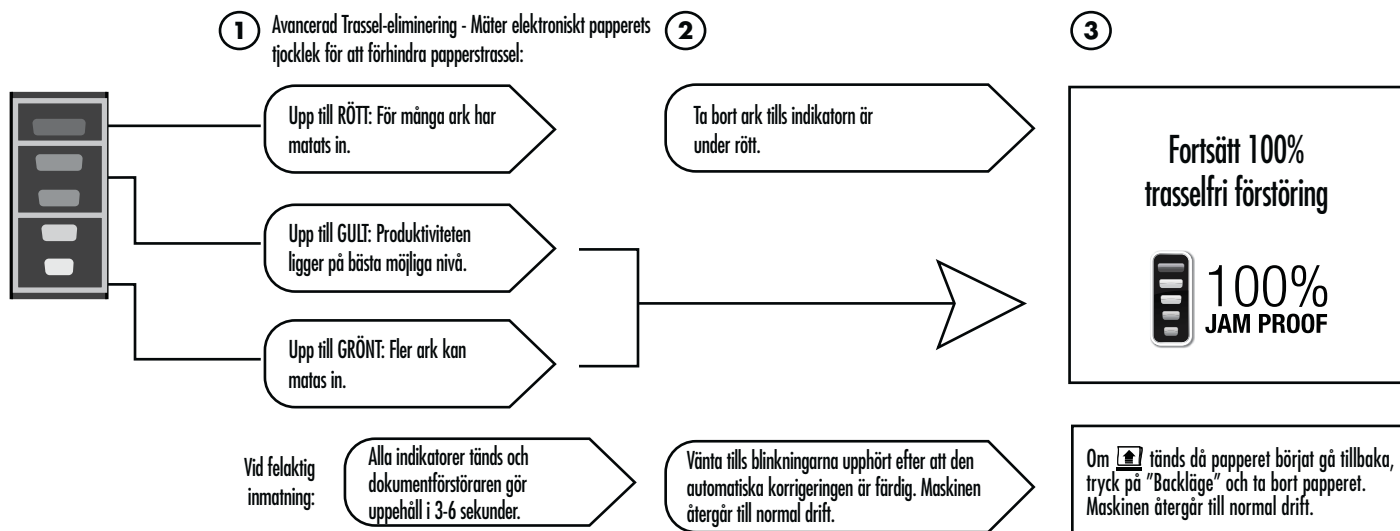 1
Avancerad Trassel-eliminering - Mäter elektroniskt papperets
tjocklek för att förhindra papperstrassel:
2
3
Upp till RÖTT: För många ark har
matats in.
Ta bort ark tills indikatorn är
under rött.
Fortsätt 100%
trasselfri förstöring
Upp till GULT: Produktiviteten
ligger på bästa möjliga nivå.
100%
JAM PROOF
Upp till GRÖNT: Fler ark kan
matas in.
Vid felaktig
inmatning:
Alla indikatorer tänds och
dokumentförstöraren gör
uppehåll i 3-6 sekunder.
Vänta tills blinkningarna upphört efter att den
automatiska korrigeringen är färdig. Maskinen
återgår till normal drift.
Om tänds då papperet börjat gå tillbaka,
tryck på ”Backläge” och ta bort papperet.
Maskinen återgår till normal drift.